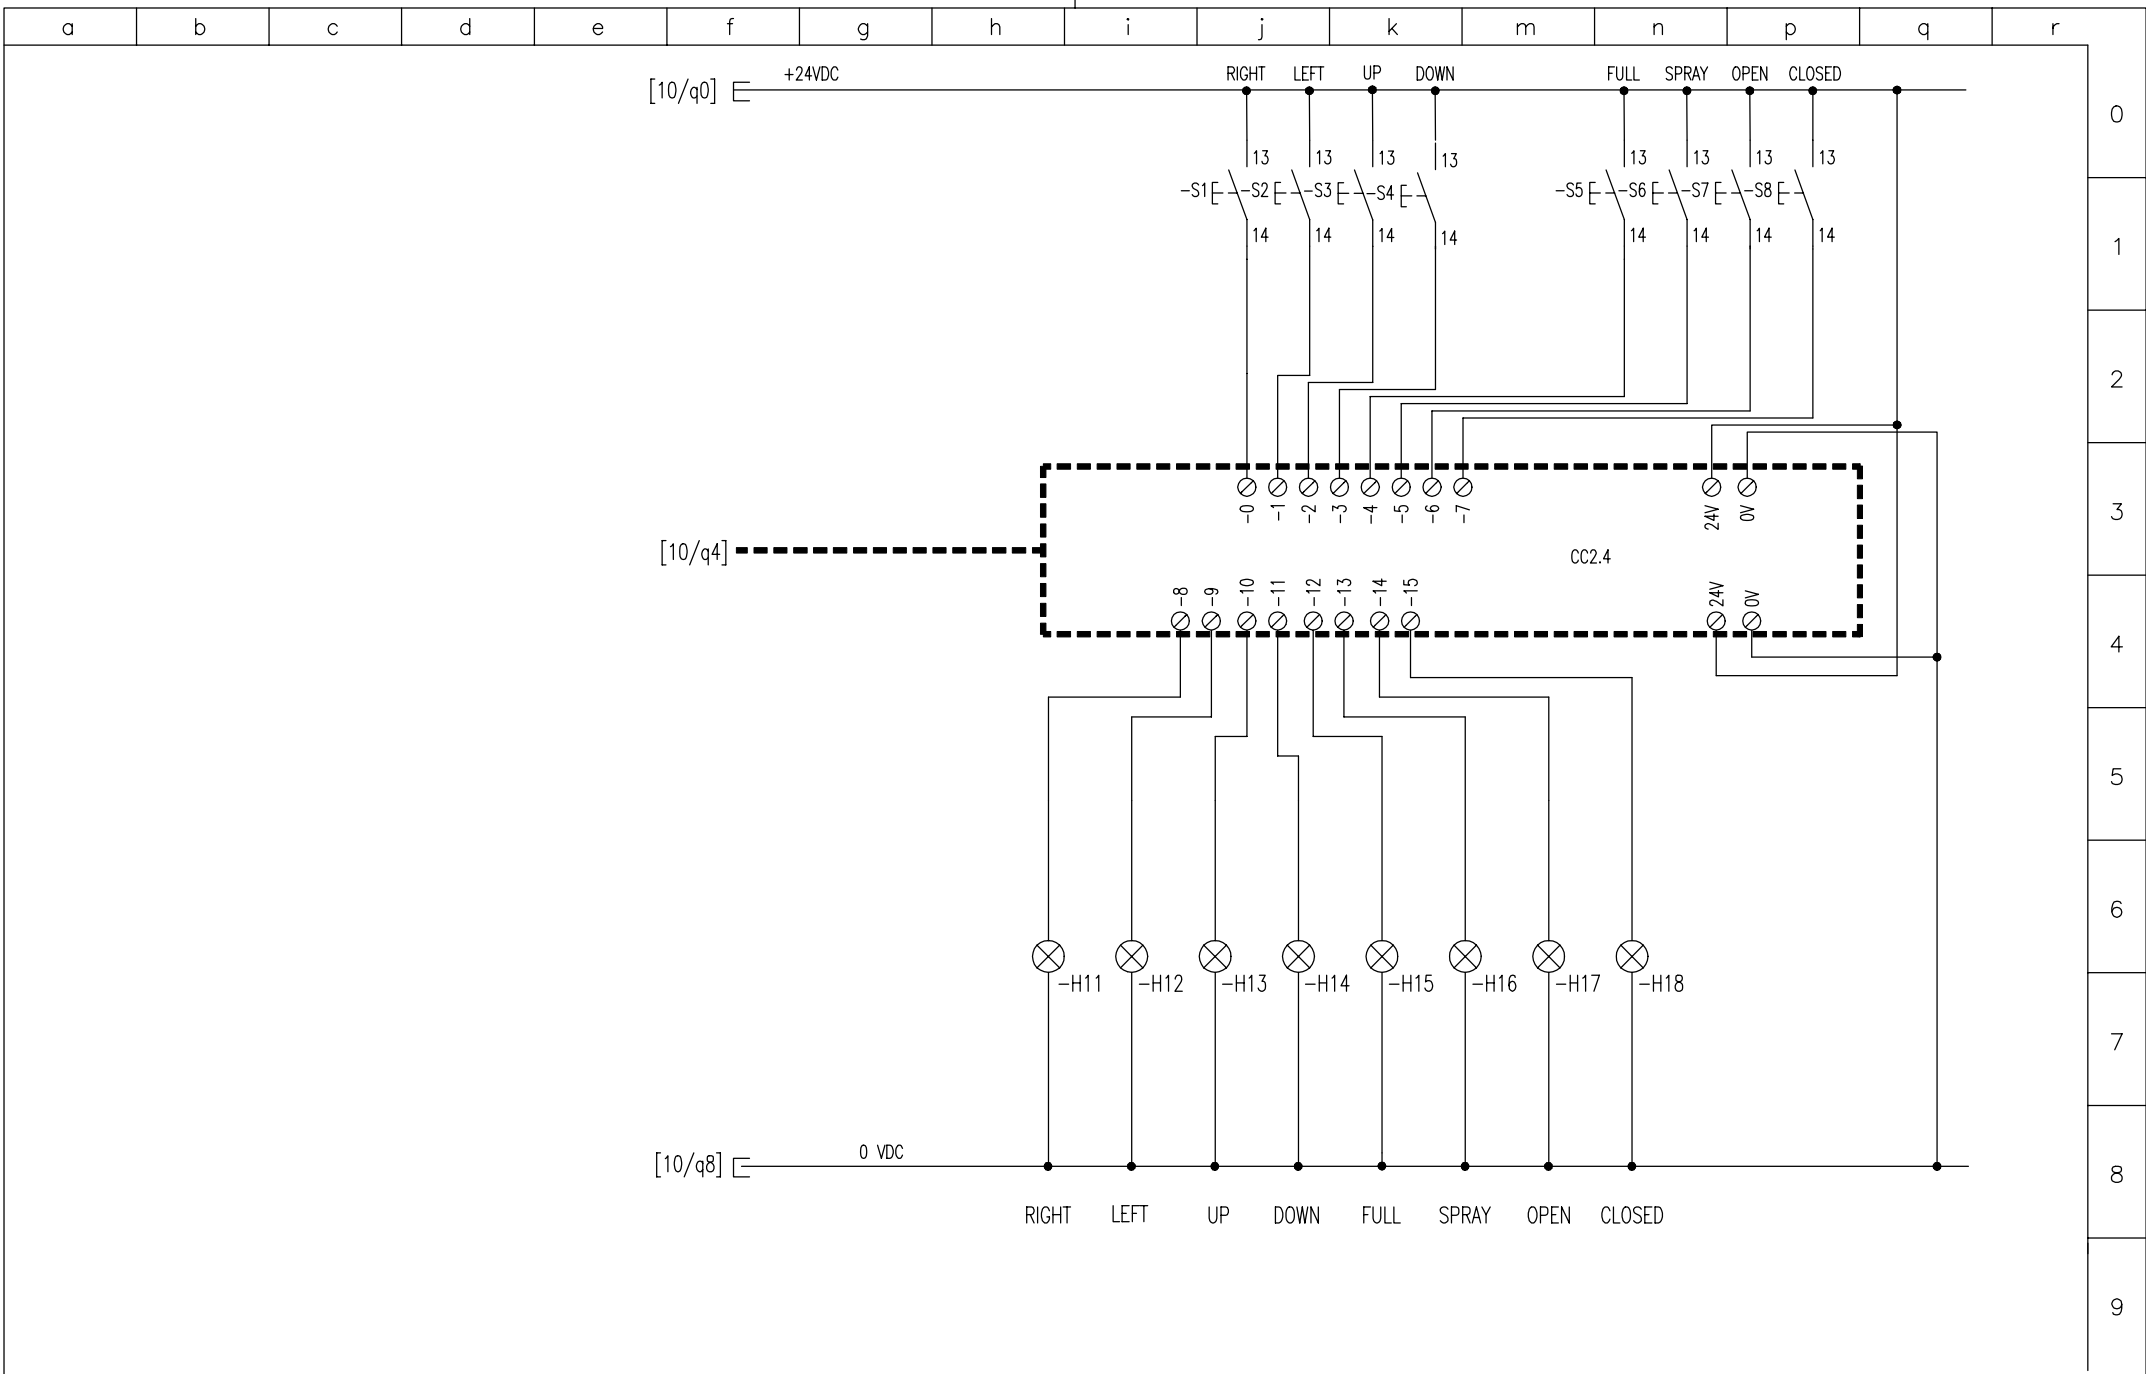 a b c d e f g h i j k m n p q r
+24VDC RIGHT LEFT UP DOWN FULL SPRAY OPEN CLOSED
[10/q0]
0
13 13 13 13 13 13 13 13
-S1 -S2 -S3 -S4 -S5 -S6 -S7 -S8
14 14 14 14 14 14 14 14
1
2
-0 -1 -2 -3 -4 -5 -6 -7 24V 0V
3
[10/q4] CC2.4
-8 -9 -10 -11 -12 -13 -14 -15 24V 0V
4
5
6
-H11 -H12 -H13 -H14 -H15 -H16 -H17 -H18
7
0 VDC
[10/q8]
8
RIGHT LEFT UP DOWN FULL SPRAY OPEN CLOSED
9